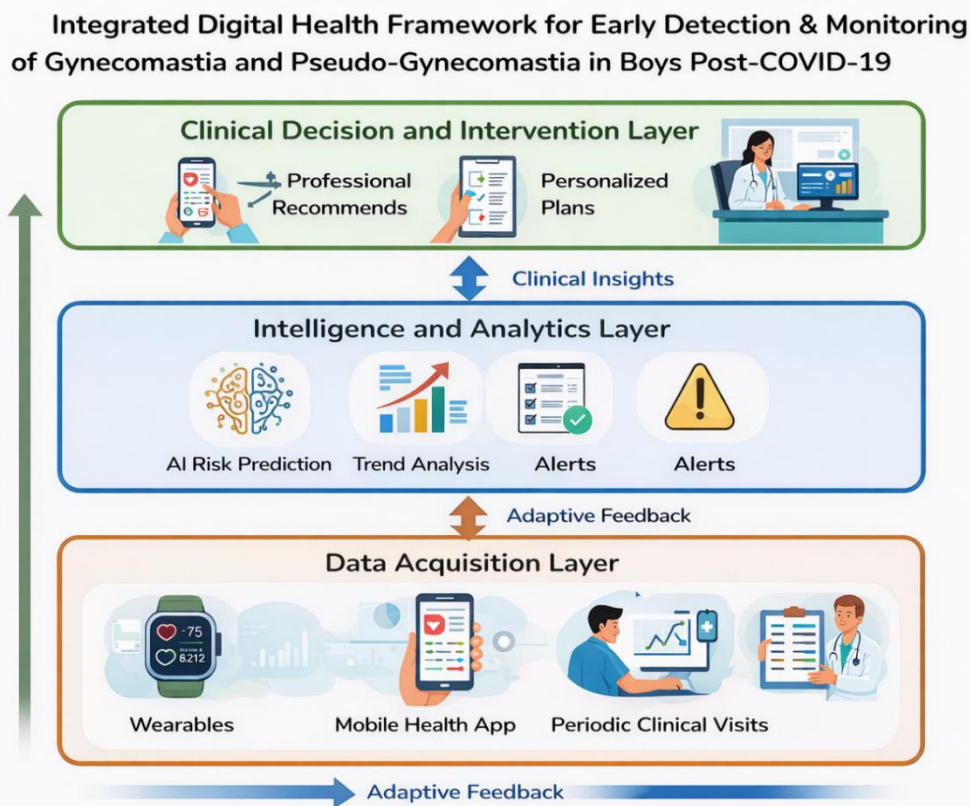 Integrated Digital Health Framework for Early Detection & Monitoring
of Gynecomastia and Pseudo-Gynecomastia in Boys Post-COVID-19
Clinical Decision and Intervention Layer
Professional
Recommends
Personalized
Plans
Clinical Insights
Intelligence and Analytics Layer
AI Risk Prediction
Trend Analysis
Alerts
Alerts
Adaptive Feedback
Data Acquisition Layer
-75
8.212
Wearables
Mobile Health App
Periodic Clinical Visits
Adaptive Feedback